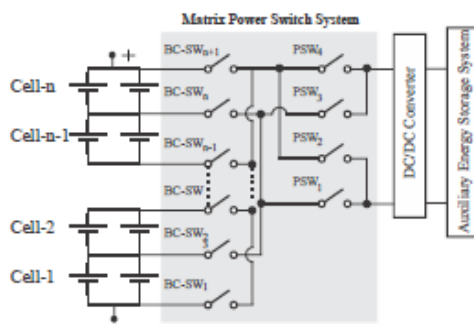 Matrix Power Switch System
BC-SWn+1
PSW4
Cell-n
BC-SWn
PSW3
Cell-n-1
BC-SWn-1
PSW2
BC-SW
PSW1
Cell-2
BC-SW2
Cell-1
BC-SW1
DC/DC Converter
Auxiliary Energy Storage System